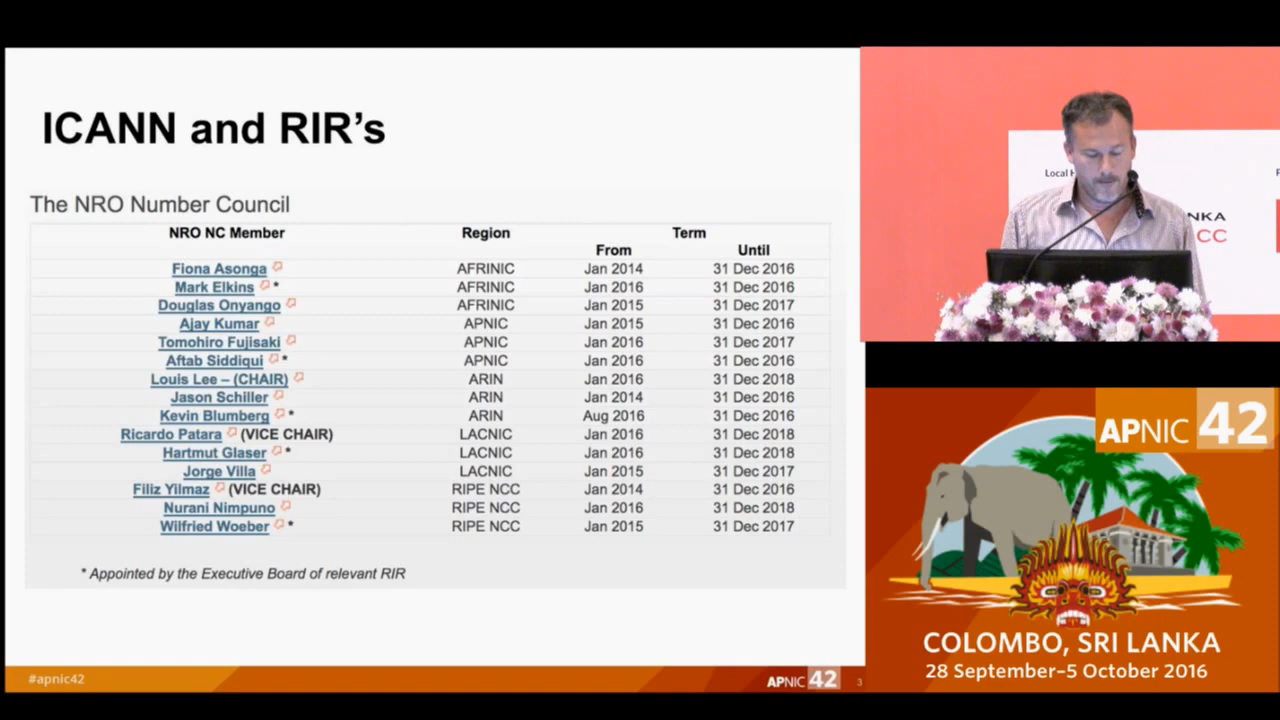 ICANN and RIR's
The NRO Number Council
NRO NC Member Region Term
From Until
Fiona Asonga AFRINIC Jan 2014 31 Dec 2016
Mark Elkins * AFRINIC Jan 2016 31 Dec 2016
Douglas Onyango AFRINIC Jan 2015 31 Dec 2017
Ajay Kumar APNIC Jan 2015 31 Dec 2016
Tomohiro Fujisaki APNIC Jan 2016 31 Dec 2017
Aftab Siddiqui * APNIC Jan 2016 31 Dec 2016
Louis Lee – (CHAIR) ARIN Jan 2016 31 Dec 2018
Jason Schiller ARIN Jan 2014 31 Dec 2016
Kevin Blumberg * ARIN Aug 2016 31 Dec 2016
Ricardo Patara (VICE CHAIR) LACNIC Jan 2016 31 Dec 2018
Hartmut Glaser * LACNIC Jan 2016 31 Dec 2018
Jorge Villa LACNIC Jan 2015 31 Dec 2017
Filiz Yilmaz (VICE CHAIR) RIPE NCC Jan 2014 31 Dec 2016
Nurani Nimpuno RIPE NCC Jan 2016 31 Dec 2018
Wilfried Woeber * RIPE NCC Jan 2015 31 Dec 2017
* Appointed by the Executive Board of relevant RIR
#apnic42
APNIC 42
3
Local
NKA
CC
APNIC 42
COLOMBO, SRI LANKA
28 September–5 October 2016